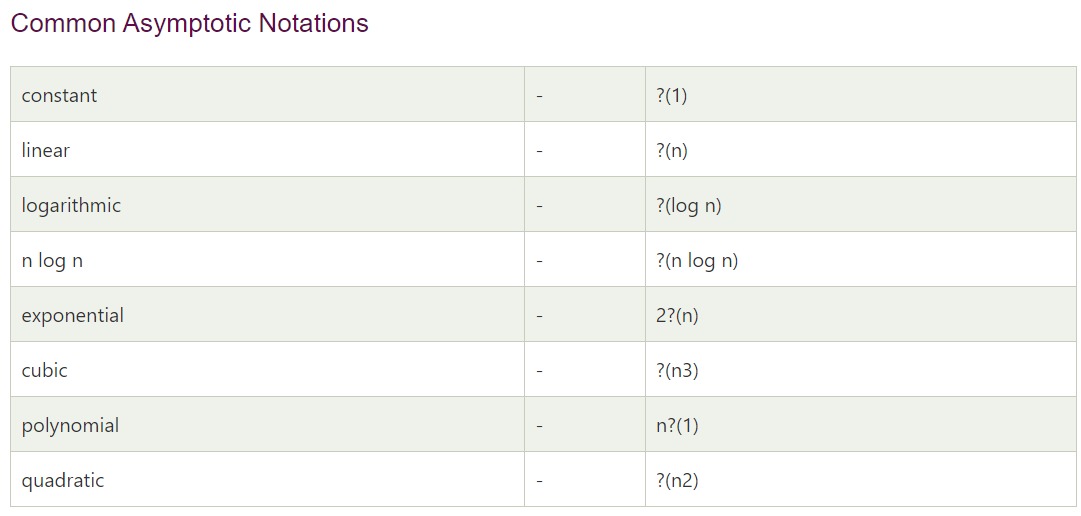 Common Asymptotic Notations
constant - ?(1)
linear - ?(n)
logarithmic - ?(log n)
n log n - ?(n log n)
exponential - 2?(n)
cubic - ?(n3)
polynomial - n?(1)
quadratic - ?(n2)